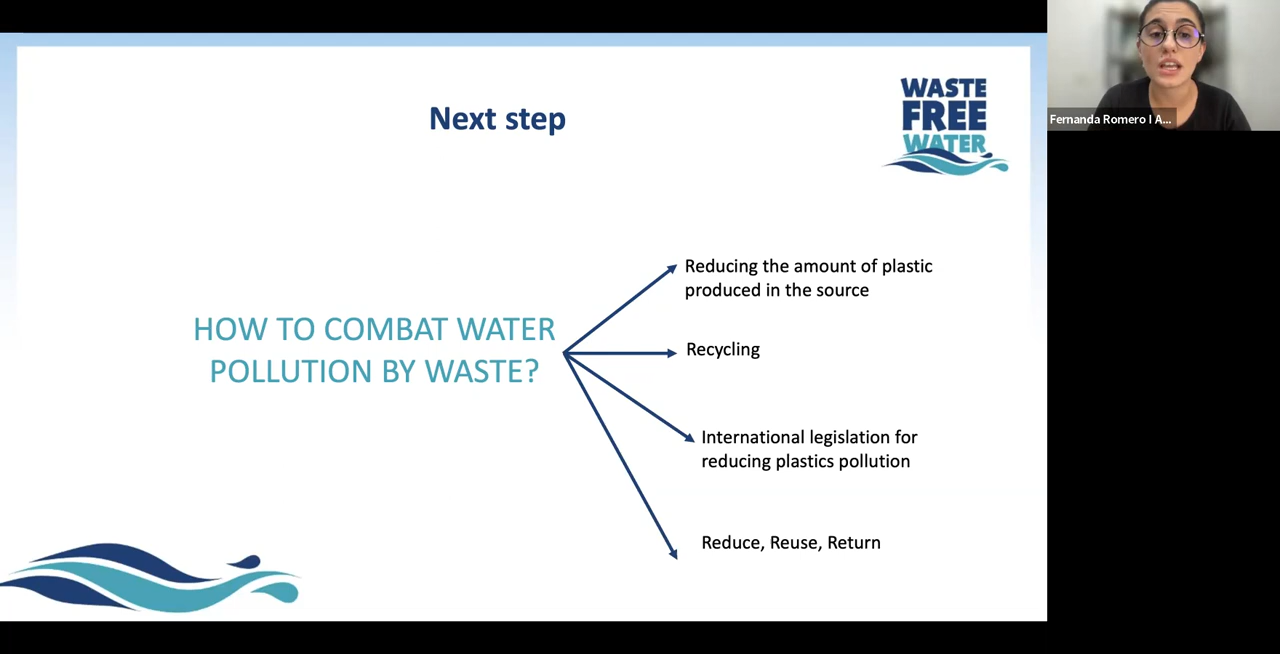 Next step
WASTE
FREE
WATER
Fernanda Romero I A...
Reducing the amount of plastic
produced in the source
HOW TO COMBAT WATER
POLLUTION BY WASTE?
Recycling
International legislation for
reducing plastics pollution
Reduce, Reuse, Return